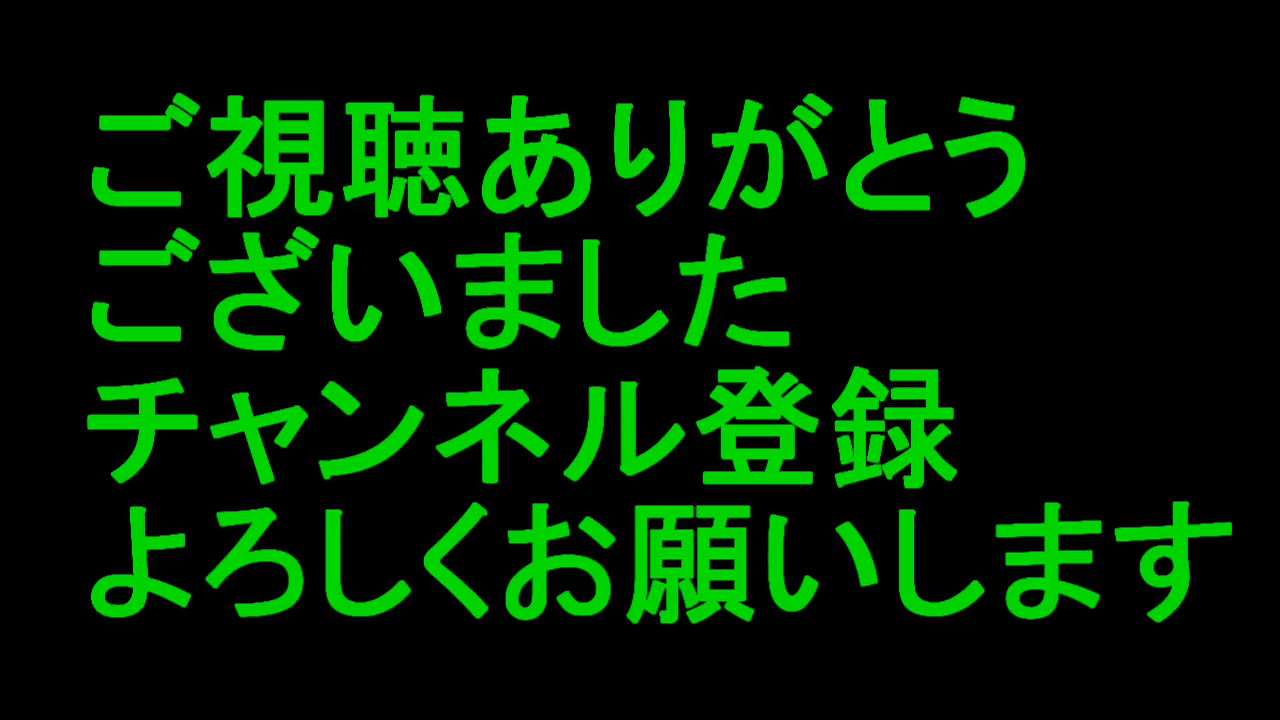 ご視聴ありがとう
ございました
チャンネル登録
よろしくお願いします